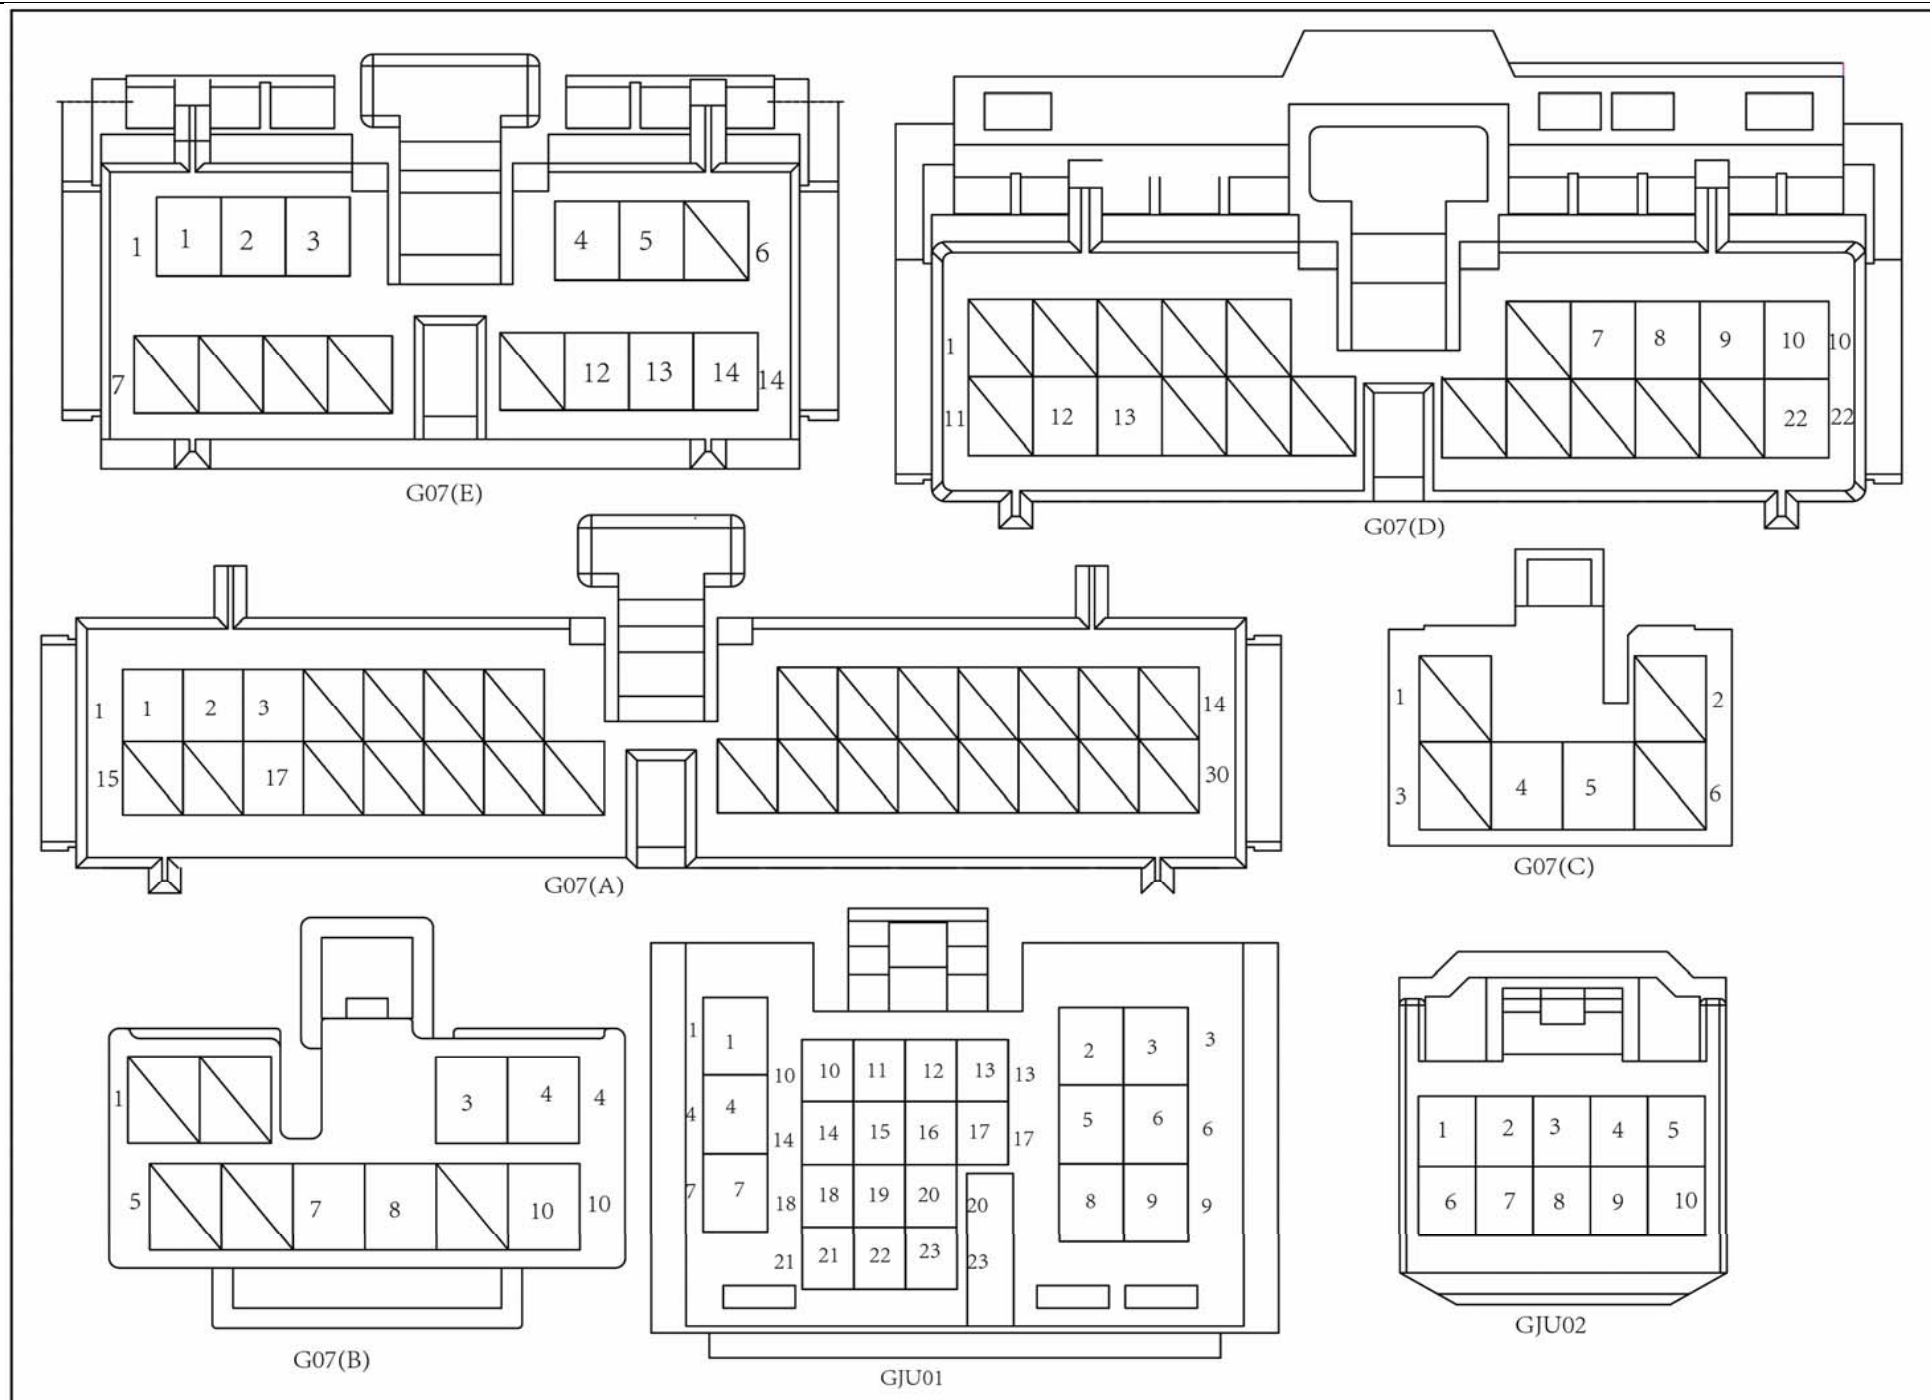 1 1 2 3 4 5 6
7 12 13 14 14
G07(E)
1 7 8 9 10 10
11 12 13 22 22
G07(D)
1 1 2 3 14
15 17 30
G07(A)
1 2
3 4 5 6
G07(C)
1 3 4 4
5 7 8 10 10
G07(B)
1 1 2 3 3
10 10 11 12 13 13
4 4 5 6 6
14 14 15 16 17 17
7 7 8 9 9
18 18 19 20 20
21 21 22 23 23
GJU01
1 2 3 4 5
6 7 8 9 10
GJU02